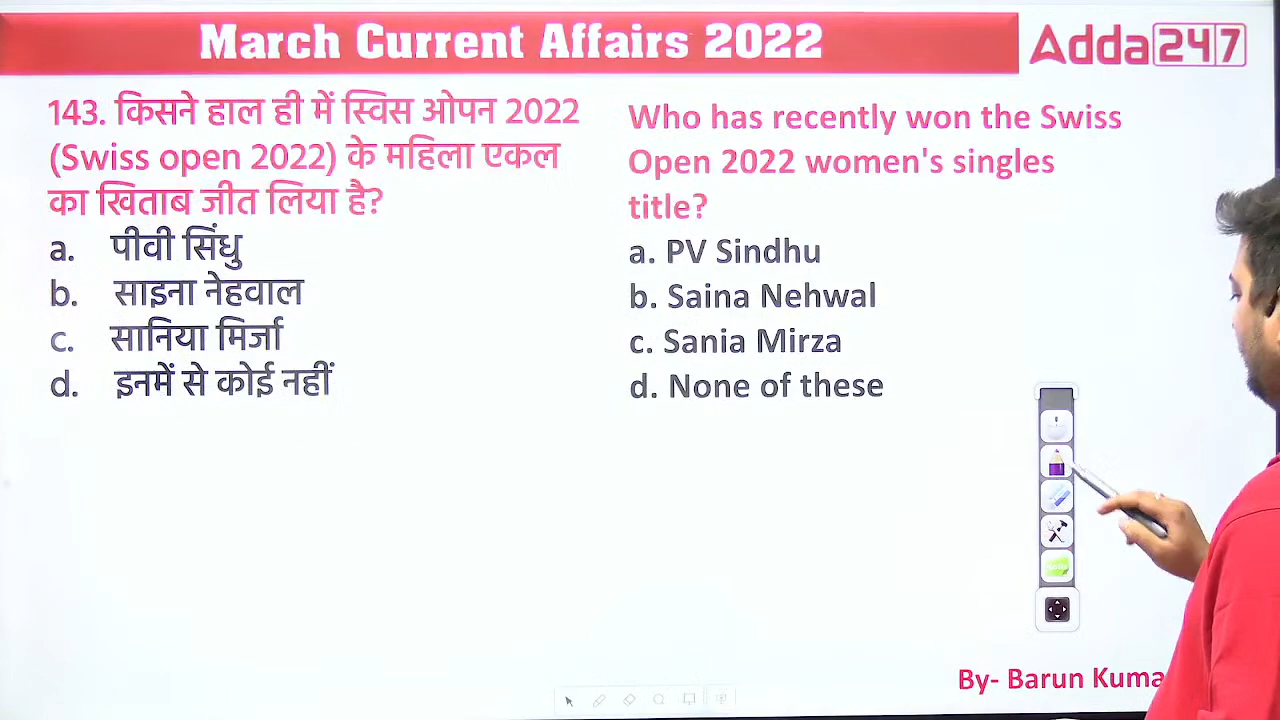 March Current Affairs 2022
Adda247
143. किसने हाल ही में स्विस ओपन 2022
(Swiss open 2022) के महिला एकल
का खिताब जीत लिया है?
a. पीवी सिंधु
b. साइना नेहवाल
c. सानिया मिर्जा
d. इनमें से कोई नहीं
Who has recently won the Swiss
Open 2022 women's singles
title?
a. PV Sindhu
b. Saina Nehwal
c. Sania Mirza
d. None of these
By- Barun Kuma